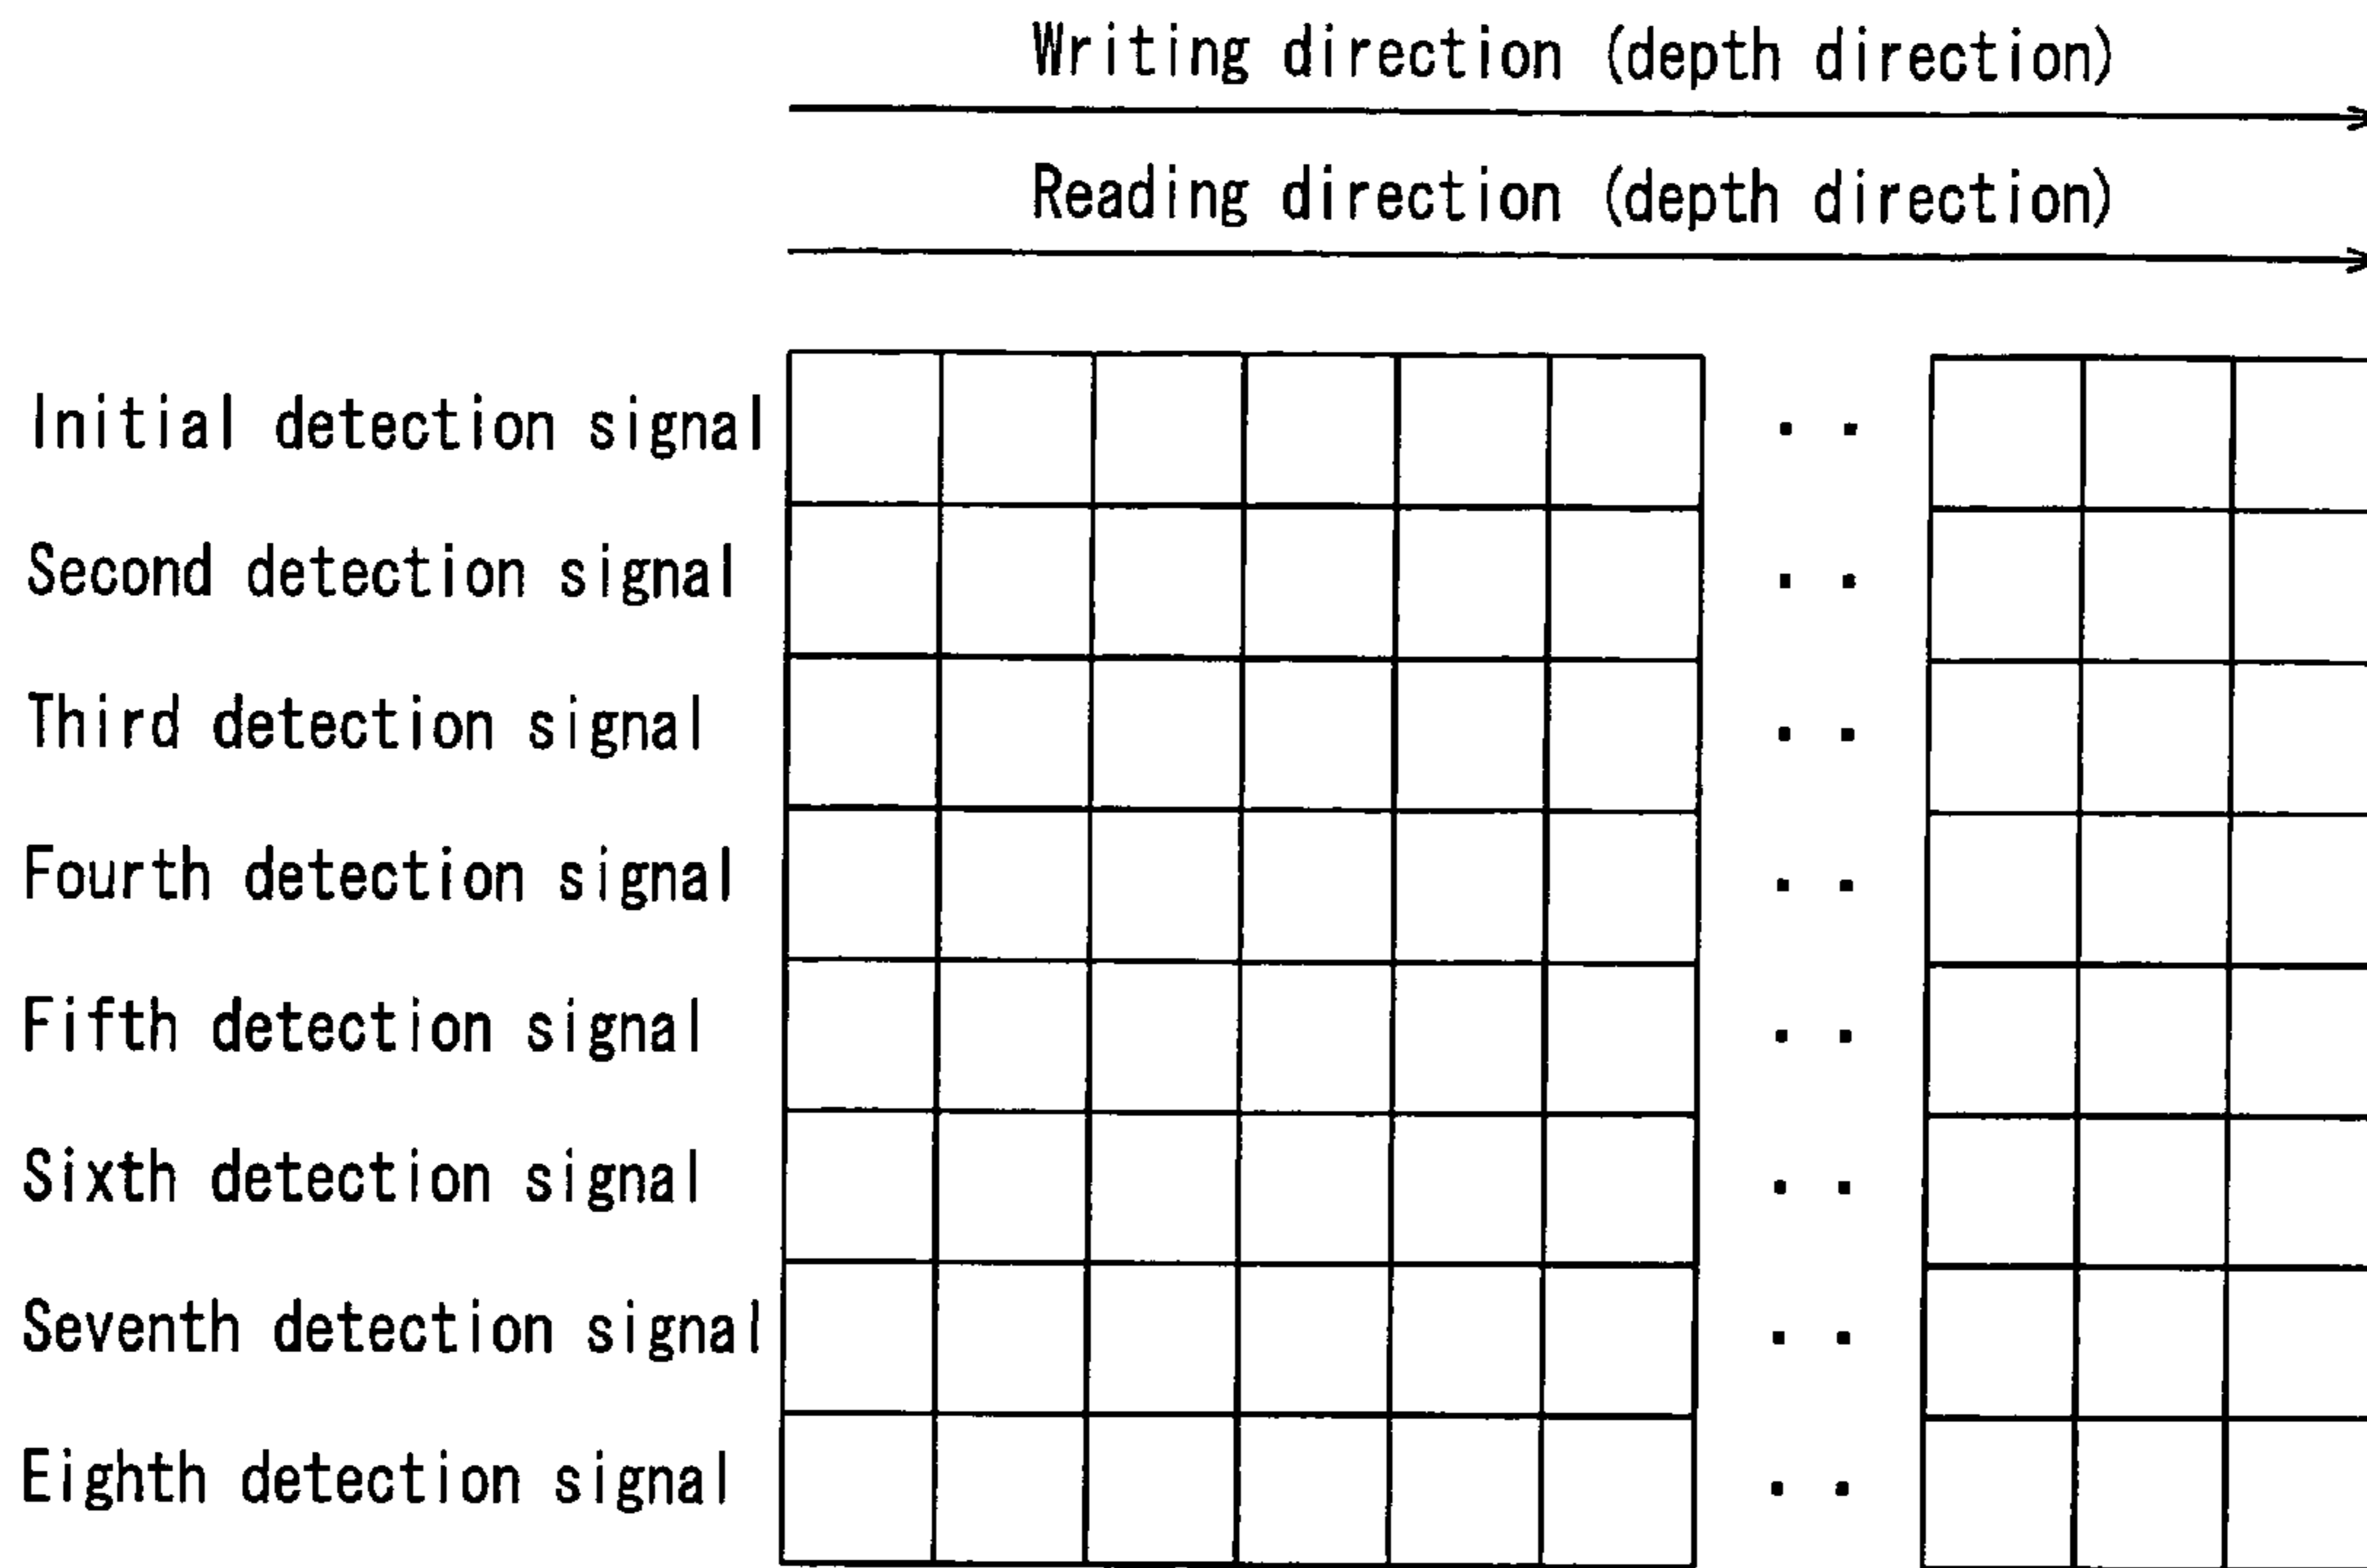 Writing direction (depth direction)
Reading direction (depth direction)
Initial detection signal
Second detection signal
Third detection signal
Fourth detection signal
Fifth detection signal
Sixth detection signal
Seventh detection signal
Eighth detection signal